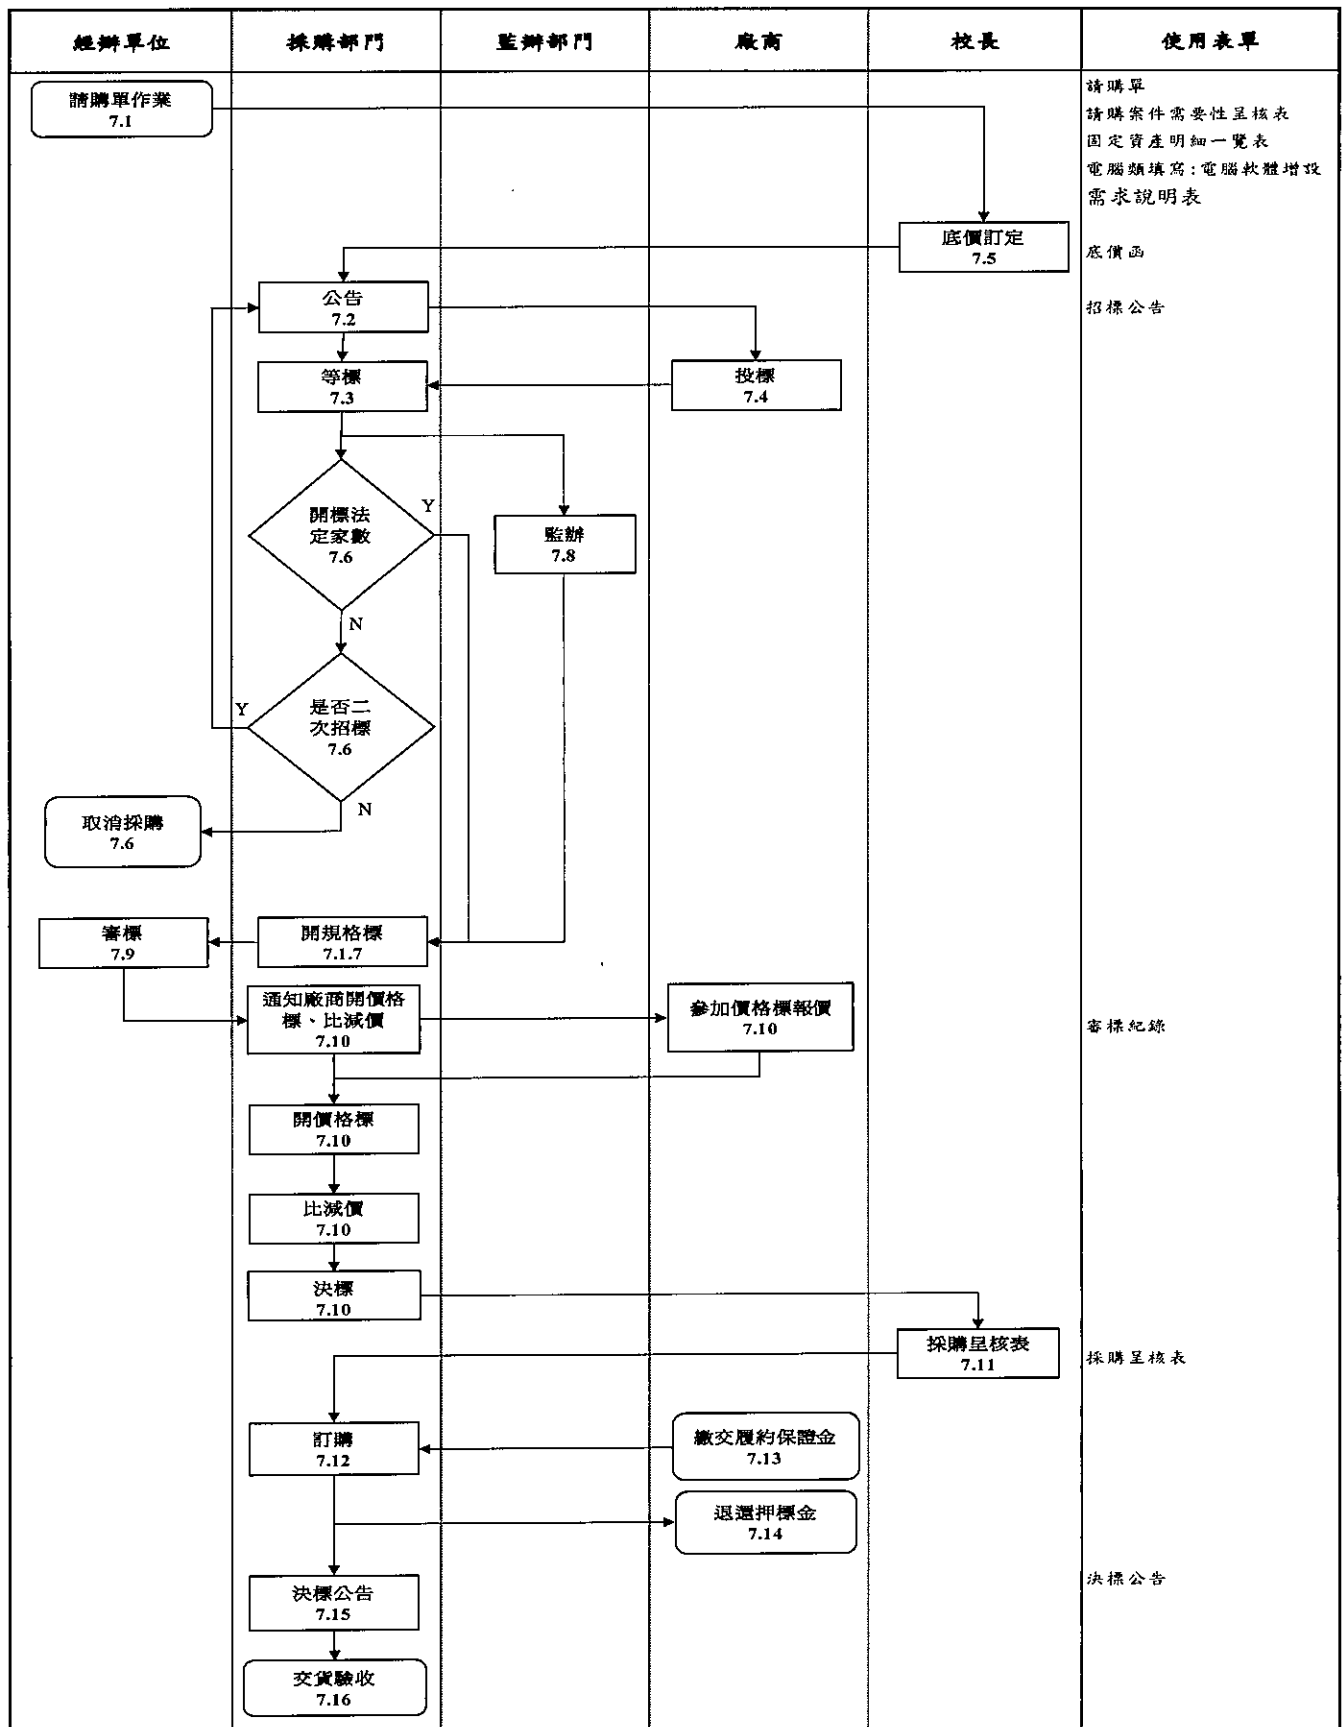 經辦單位
採購部門
監辦部門
廠商
校長
使用表單
請購單作業
7.1
請購單
請購案件需要性呈核表
固定資產明細一覽表
電腦類填寫:電腦軟體增設
需求說明表
底價訂定
7.5
底價函
公告
7.2
招標公告
等標
7.3
投標
7.4
開標法
定家數
7.6
Y
監辦
7.8
N
是否二
次招標
7.6
Y
N
取消採購
7.6
審標
7.9
開規格標
7.1.7
通知廠商開價格
標、比減價
7.10
參加價格標報價
7.10
審標紀錄
開價格標
7.10
比減價
7.10
決標
7.10
採購呈核表
7.11
採購呈核表
訂購
7.12
繳交履約保證金
7.13
退還押標金
7.14
決標公告
7.15
決標公告
交貨驗收
7.16